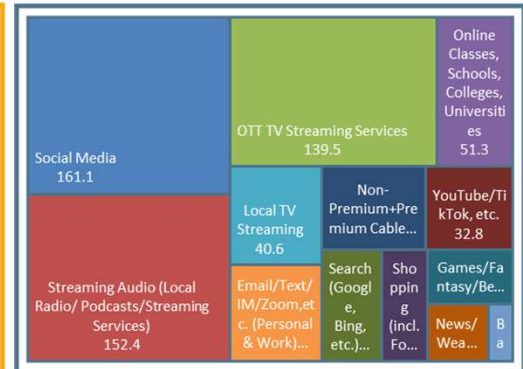 Social Media
161.1
Streaming Audio (Local
Radio/ Podcasts/Streaming
Services)
152.4
OTT TV Streaming Services
139.5
Online
Classes,
Schools,
Colleges,
Universiti
es
51.3
Local TV
Streaming
40.6
Non-
Premium+Pre
mium Cable...
YouTube/Ti
kTok, etc.
32.8
Email/Text/
IM/Zoom,et
c. (Personal
& Work)...
Search
(Googl
e,
Bing,
etc.)...
Sho
ppin
g
(incl.
Fo...
Games/Fa
ntasy/Be...
News/
Wea...
Ba